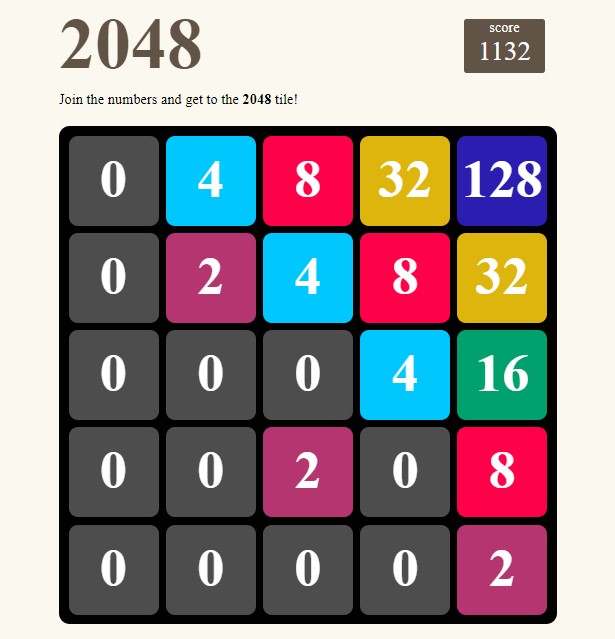 2048
score
1132
Join the numbers and get to the 2048 tile!
0 4 8 32 128
0 2 4 8 32
0 0 0 4 16
0 0 2 0 8
0 0 0 0 2